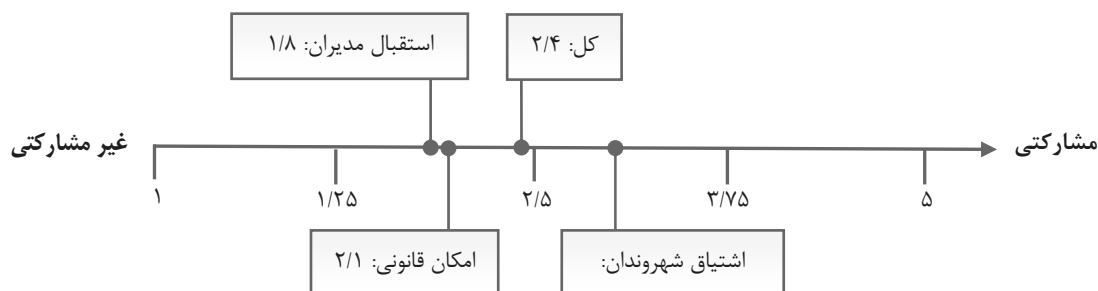 استقبال مدیران: ۱/۸
کل: ۲/۴
غیر مشارکتی
مشارکتی
۱
۱/۲۵
۲/۵
۳/۷۵
۵
امکان قانونی: ۲/۱
اشتیاق شهروندان: